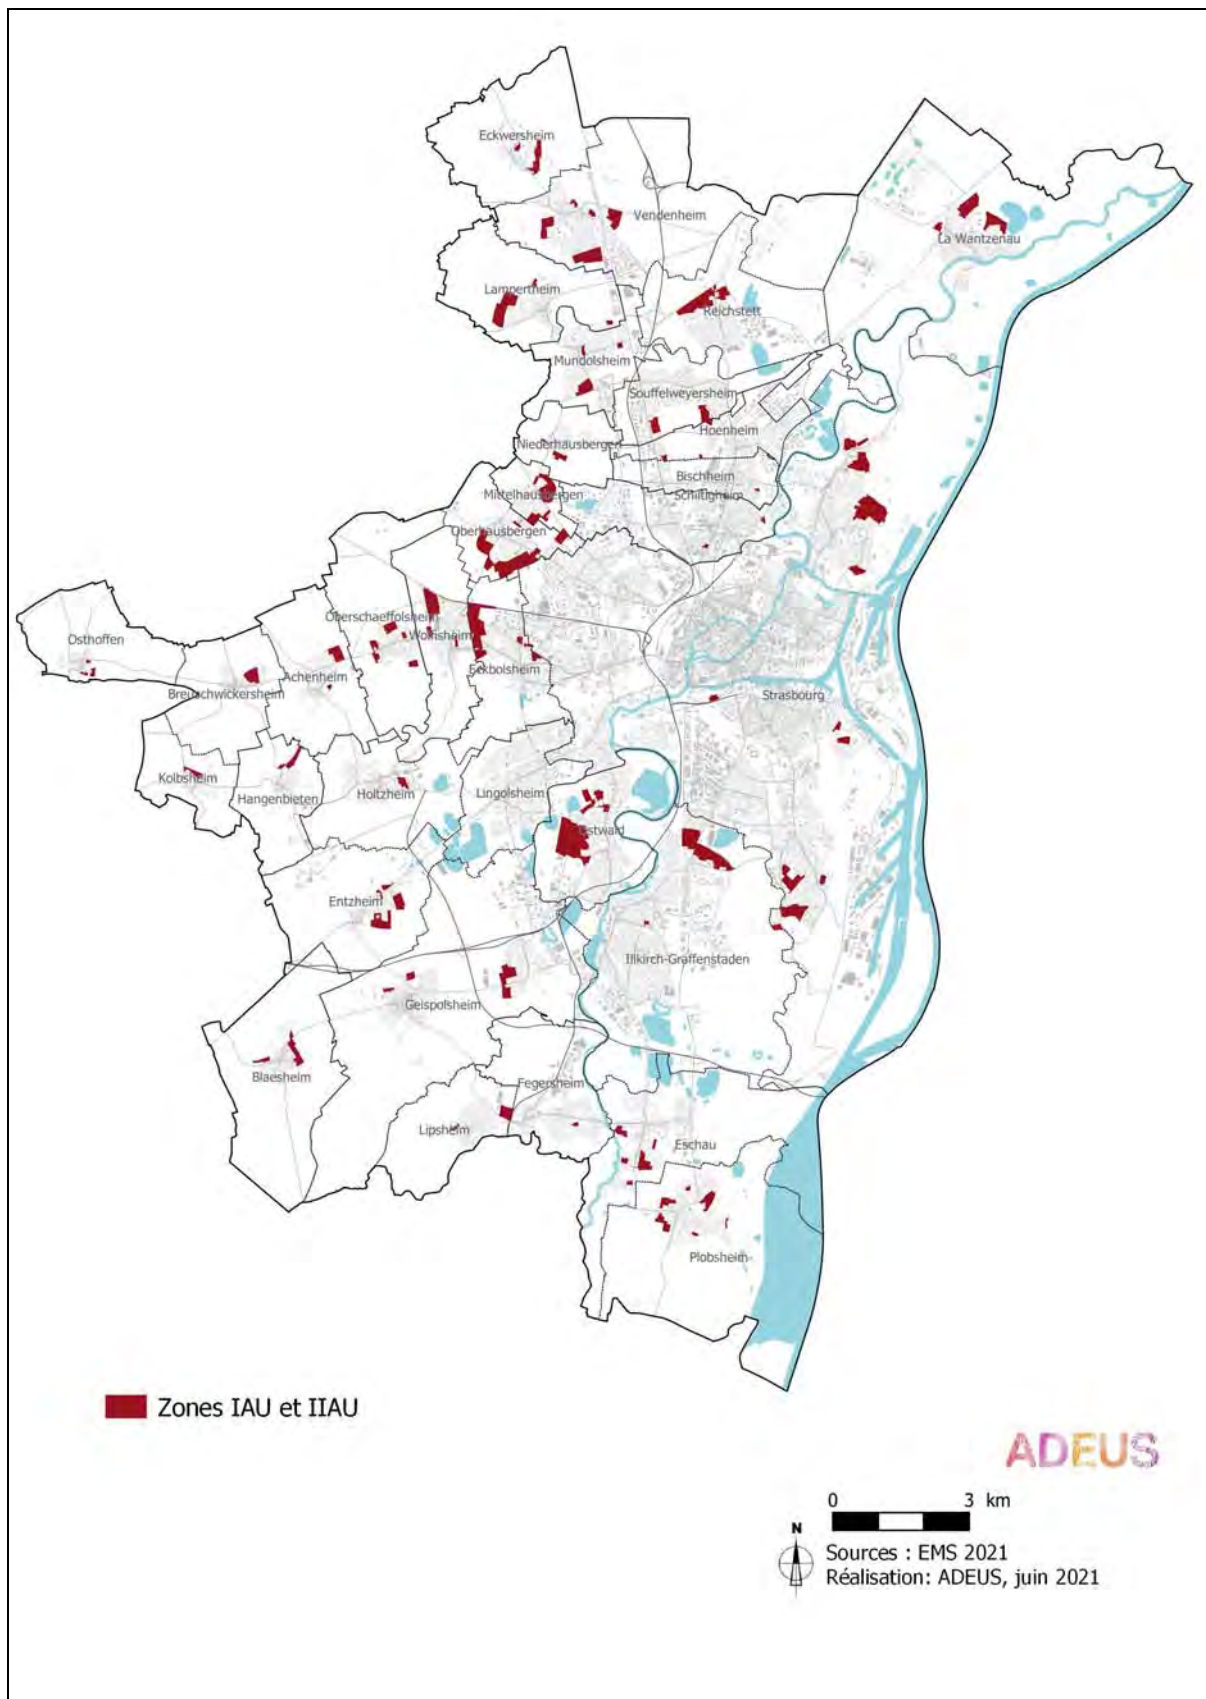 Eckwersheim
Vendenheim
La Wantzenau
Lampertheim
Reichstett
Mundolsheim
Souffelweyersheim
Hoenheim
Niederhausbergen
Bischheim
Mittelhausbergen
Schiltigheim
Oberhausbergen
Oberschaeffolsheim
Wolfisheim
Osthoffen
Eckbolsheim
Achenheim
Breuschwickersheim
Strasbourg
Kolbsheim
Hangenbieten
Holtzheim
Lingolsheim
Ostwald
Entzheim
Illkirch-Graffenstaden
Geispolsheim
Blaesheim
Fegersheim
Lipsheim
Eschau
Plobsheim
Zones IAU et IIAU
ADEUS
0 3 km
N
Sources : EMS 2021
Réalisation: ADEUS, juin 2021